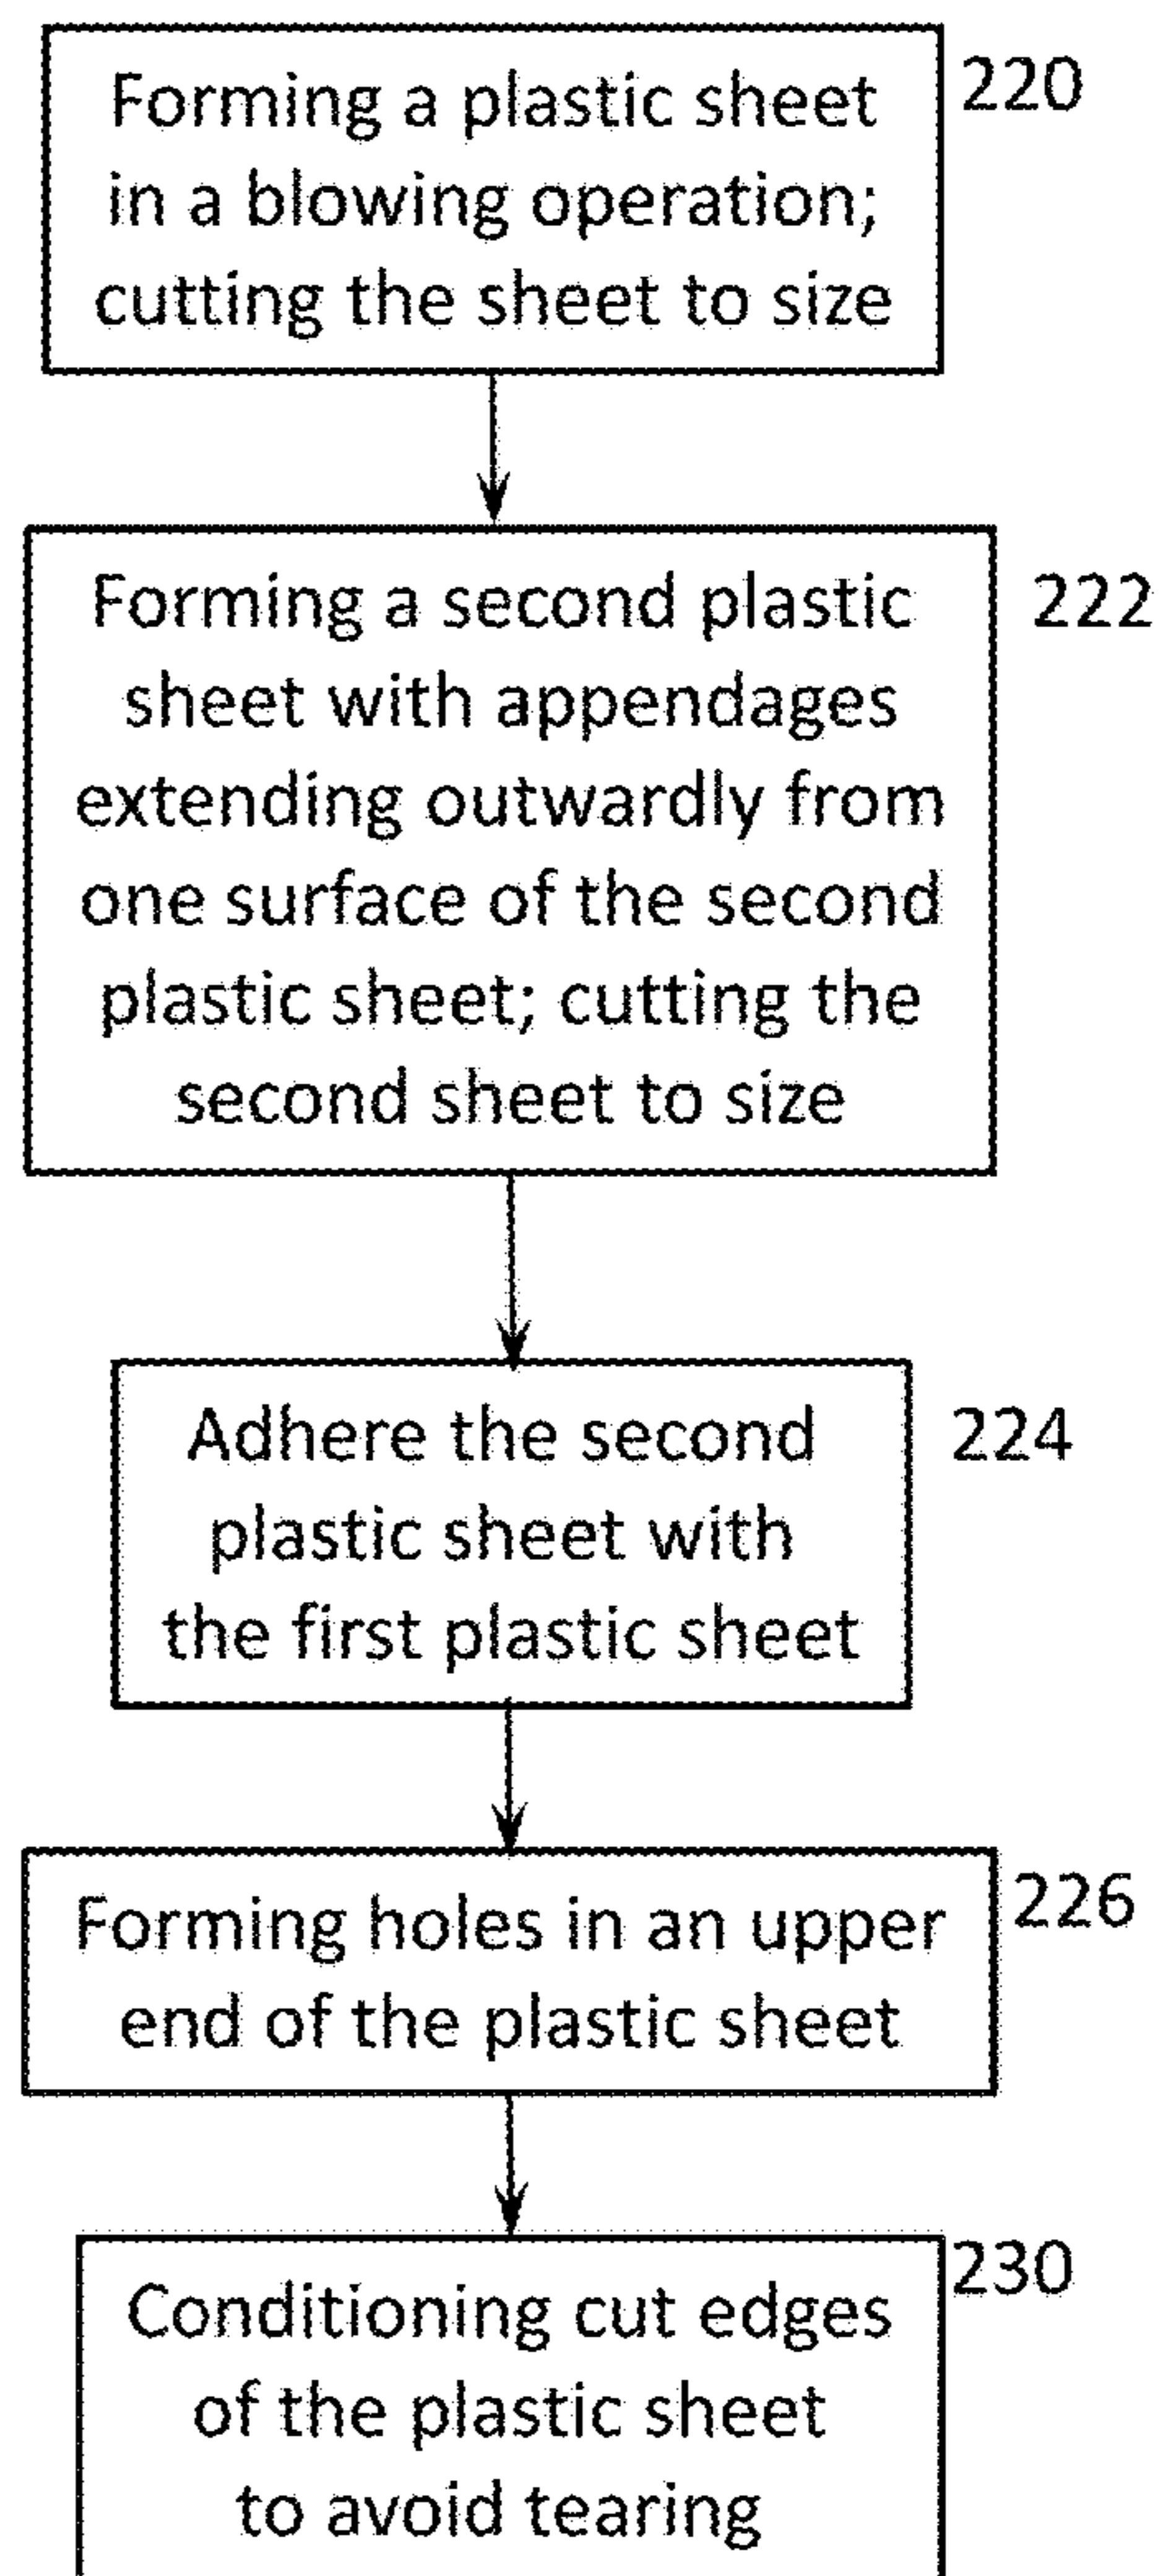 Forming a plastic sheet
in a blowing operation;
cutting the sheet to size
220
Forming a second plastic
sheet with appendages
extending outwardly from
one surface of the second
plastic sheet; cutting the
second sheet to size
222
Adhere the second
plastic sheet with
the first plastic sheet
224
Forming holes in an upper
end of the plastic sheet
226
Conditioning cut edges
of the plastic sheet
to avoid tearing
230